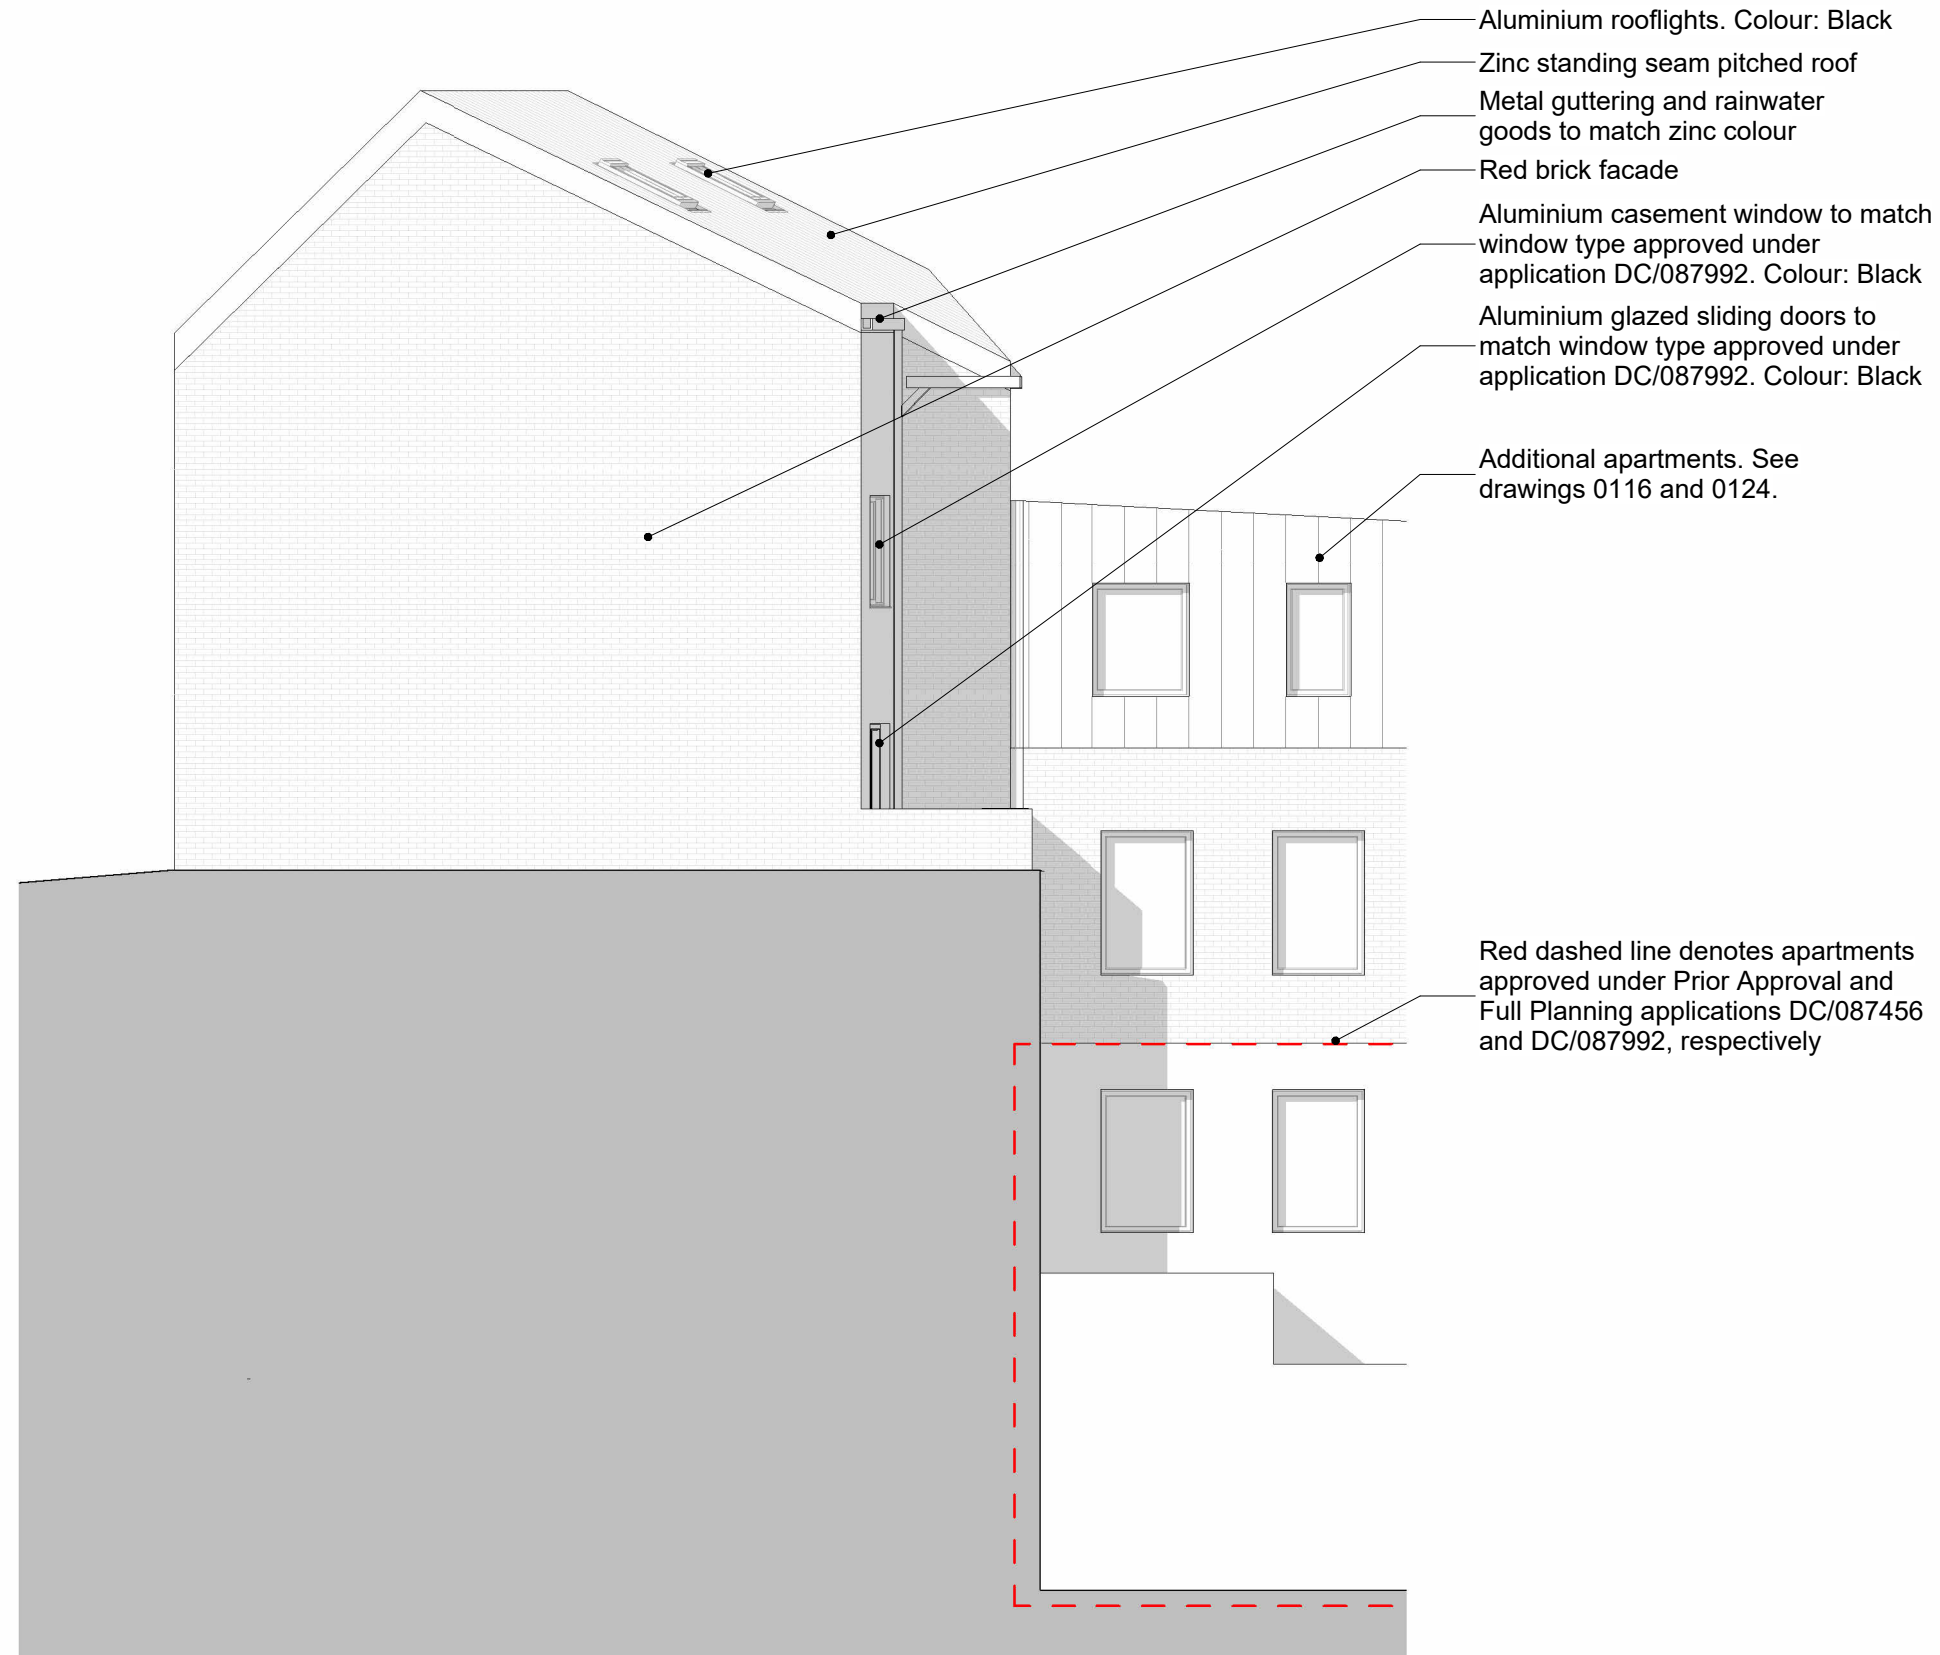 Aluminium rooflights. Colour: Black
Zinc standing seam pitched roof
Metal guttering and rainwater
goods to match zinc colour
Red brick facade
Aluminium casement window to match
window type approved under
application DC/087992. Colour: Black
Aluminium glazed sliding doors to
match window type approved under
application DC/087992. Colour: Black
Additional apartments. See
drawings 0116 and 0124.
Red dashed line denotes apartments
approved under Prior Approval and
Full Planning applications DC/087456
and DC/087992, respectively